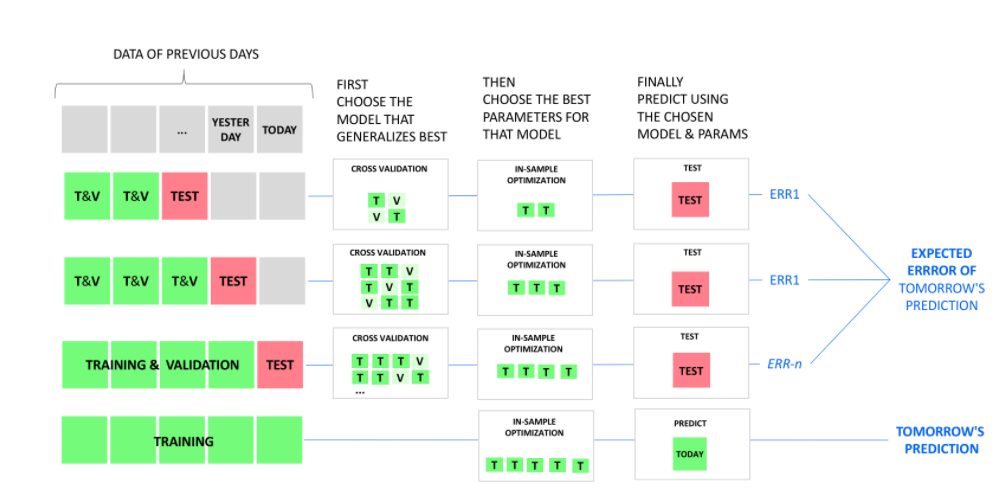 DATA OF PREVIOUS DAYS
FIRST
CHOOSE THE
MODEL THAT
GENERALIZES BEST
THEN
CHOOSE THE BEST
PARAMETERS FOR
THAT MODEL
FINALLY
PREDICT USING
THE CHOSEN
MODEL & PARAMS
...
YESTER
DAY
TODAY
T&V T&V TEST
CROSS VALIDATION
T V
V T
IN-SAMPLE
OPTIMIZATION
T T
TEST
TEST
ERR1
T&V T&V T&V TEST
CROSS VALIDATION
T T V
T V T
V T T
IN-SAMPLE
OPTIMIZATION
T T T
TEST
TEST
ERR1
EXPECTED
ERRROR OF
TOMORROW'S
PREDICTION
TRAINING & VALIDATION TEST
CROSS VALIDATION
T T T V
T T V T
...
IN-SAMPLE
OPTIMIZATION
T T T T
TEST
TEST
ERR-n
TRAINING
IN-SAMPLE
OPTIMIZATION
T T T T T
PREDICT
TODAY
TOMORROW'S
PREDICTION